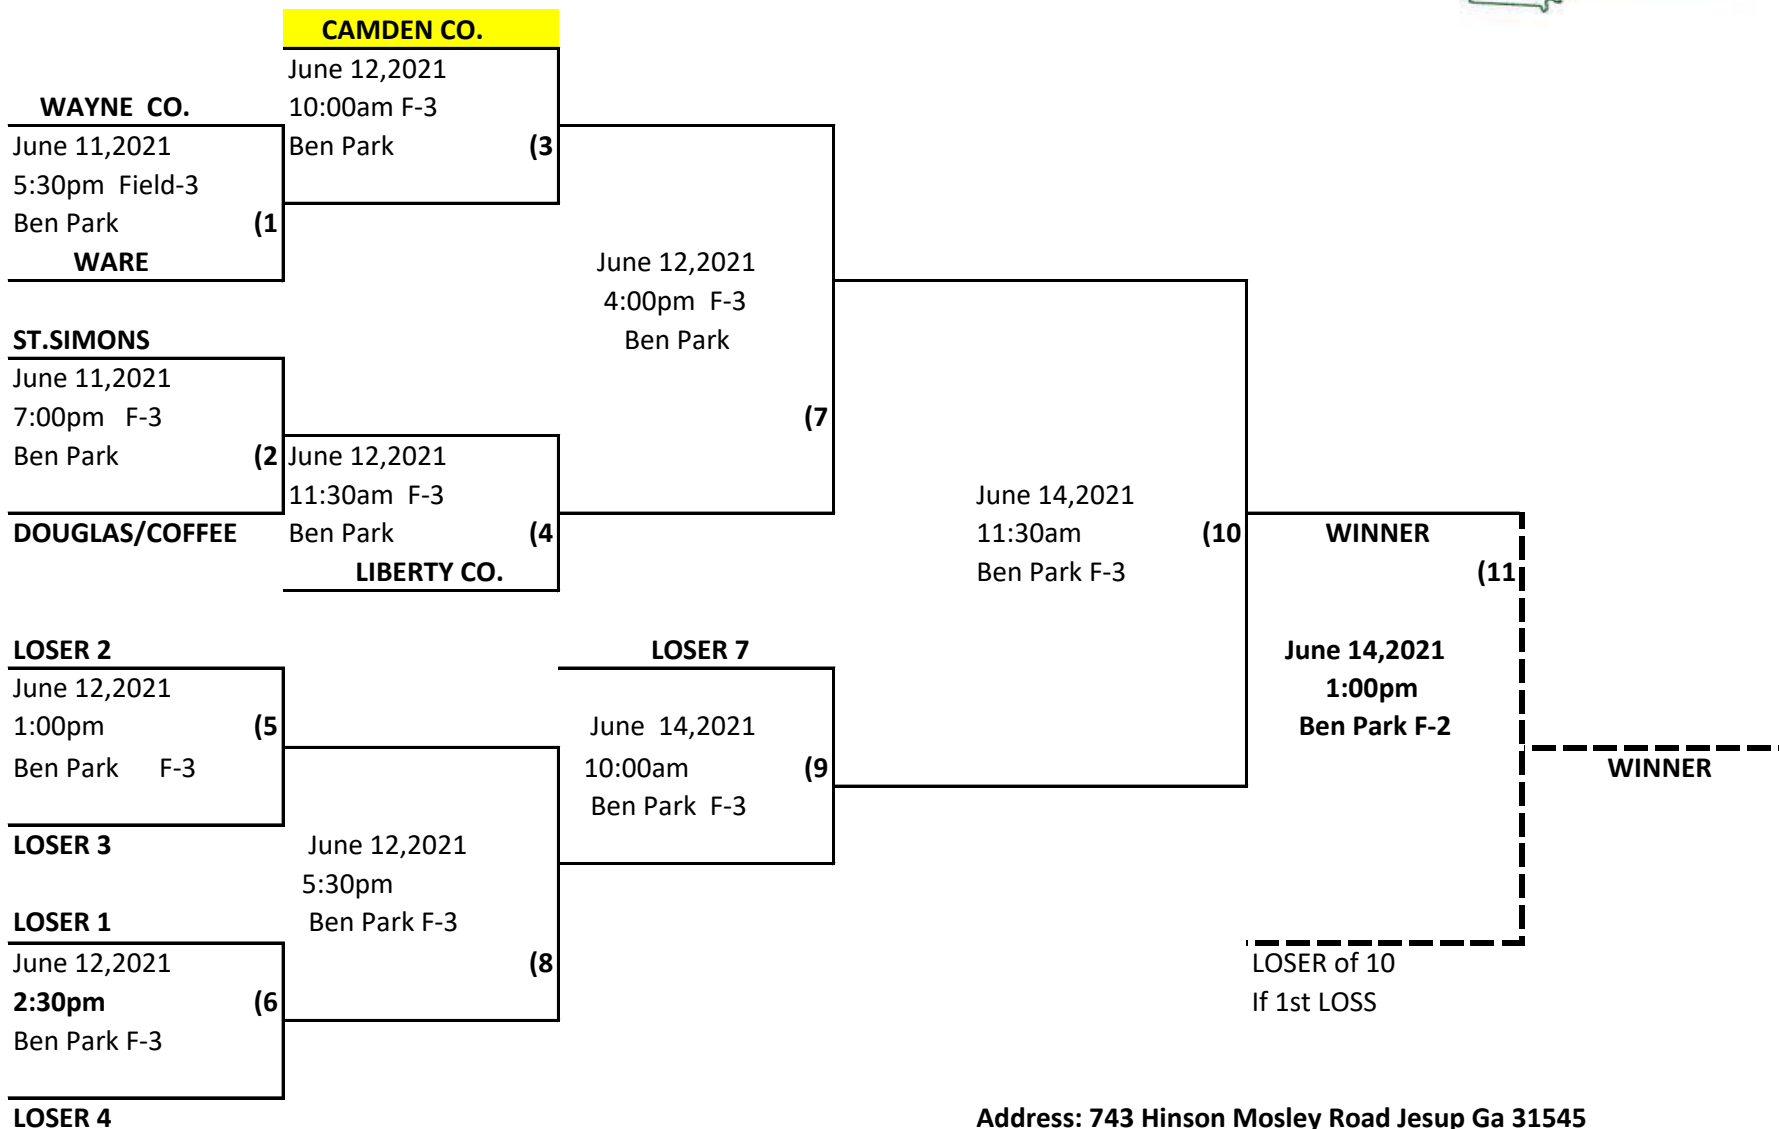 CAMDEN CO.
June 12,2021
10:00am F-3
Ben Park (3
WAYNE CO.
June 11,2021
5:30pm Field-3
Ben Park (1
WARE
June 12,2021
4:00pm F-3
Ben Park
(7
ST.SIMONS
June 11,2021
7:00pm F-3
Ben Park (2
DOUGLAS/COFFEE
June 12,2021
11:30am F-3
Ben Park (4
LIBERTY CO.
June 14,2021
11:30am (10
Ben Park F-3
WINNER
(11
June 14,2021
1:00pm
Ben Park F-2
WINNER
LOSER 2
June 12,2021
1:00pm (5
Ben Park F-3
LOSER 3
LOSER 7
June 14,2021
10:00am (9
Ben Park F-3
June 12,2021
5:30pm
Ben Park F-3
(8
LOSER 1
June 12,2021
2:30pm (6
Ben Park F-3
LOSER 4
LOSER of 10
If 1st LOSS
Address: 743 Hinson Mosley Road Jesup Ga 31545